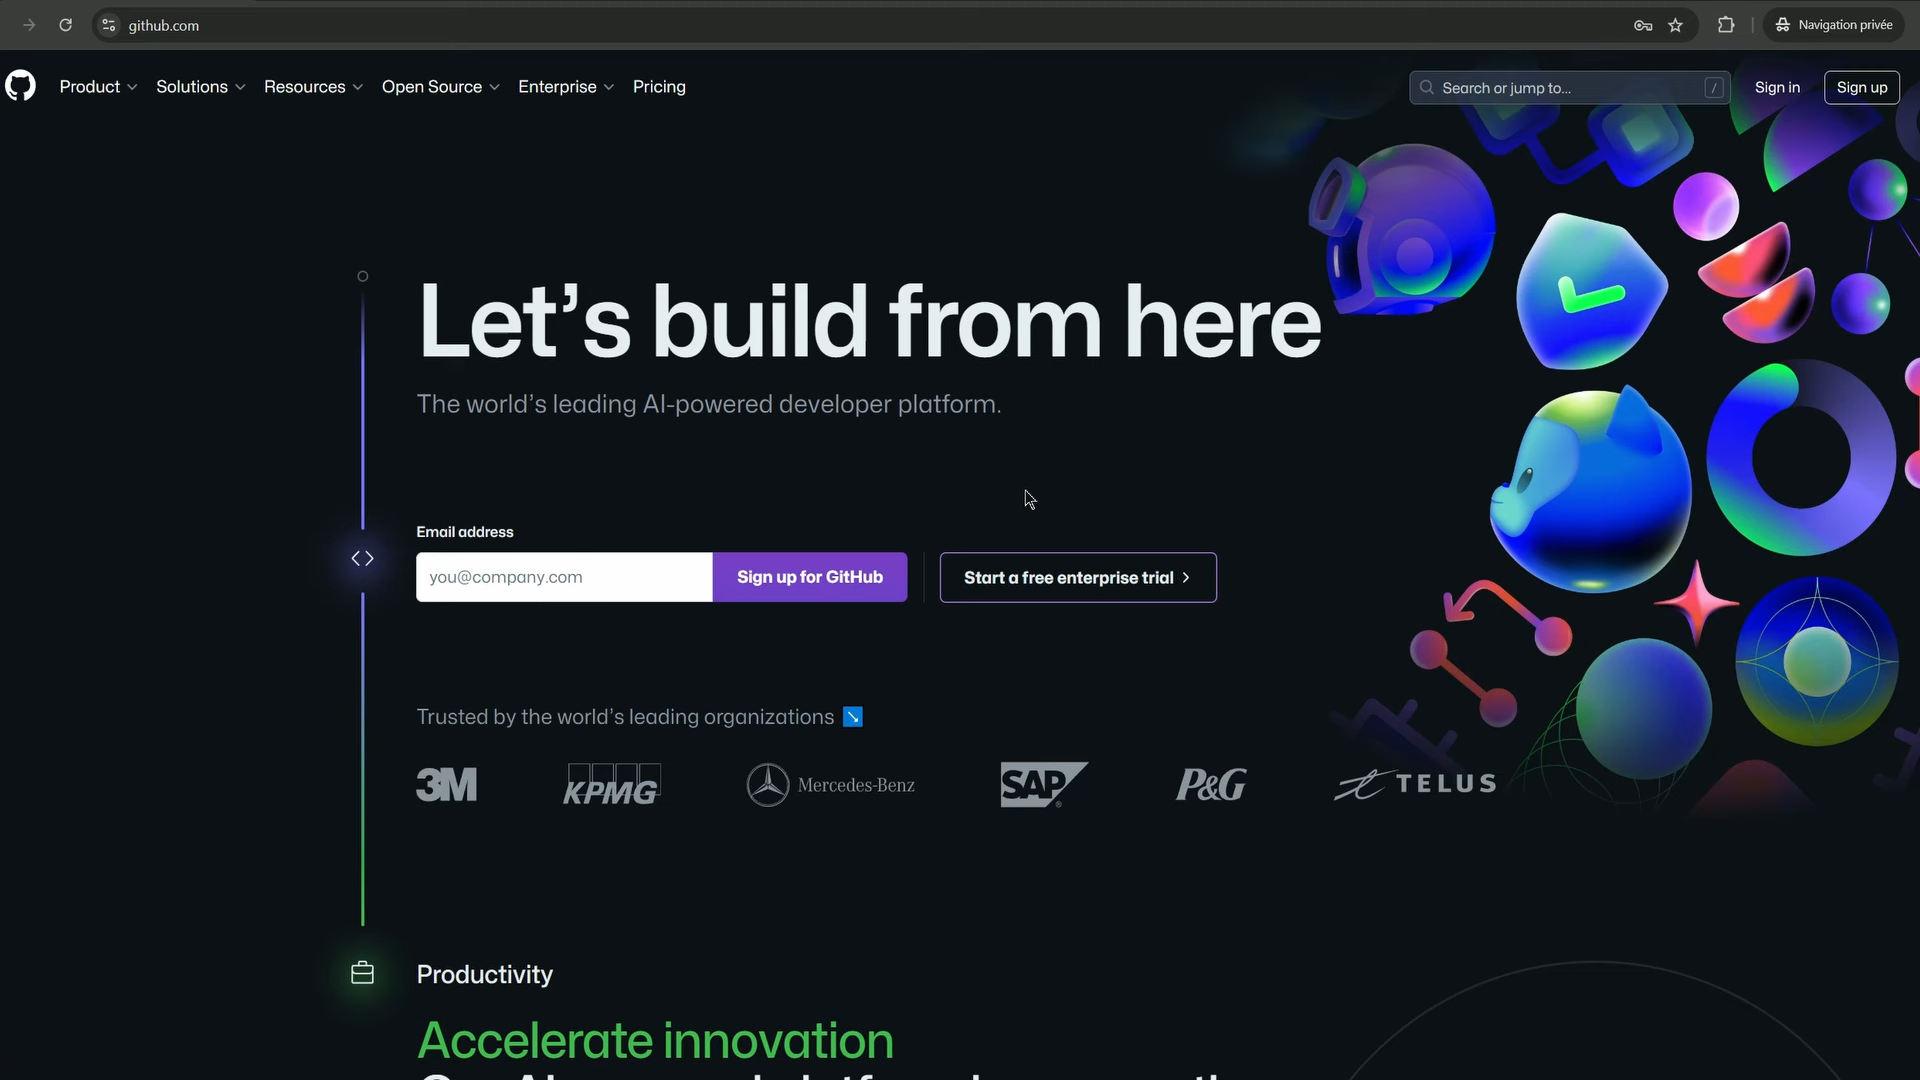 github.com
Navigation privée
Product
Solutions
Resources
Open Source
Enterprise
Pricing
Search or jump to...
/
Sign in
Sign up
Let’s build from here
The world’s leading AI-powered developer platform.
Email address
you@company.com
Sign up for GitHub
Start a free enterprise trial
Trusted by the world’s leading organizations
3M
KPMG
Mercedes-Benz
SAP
P&G
TELUS
Productivity
Accelerate innovation